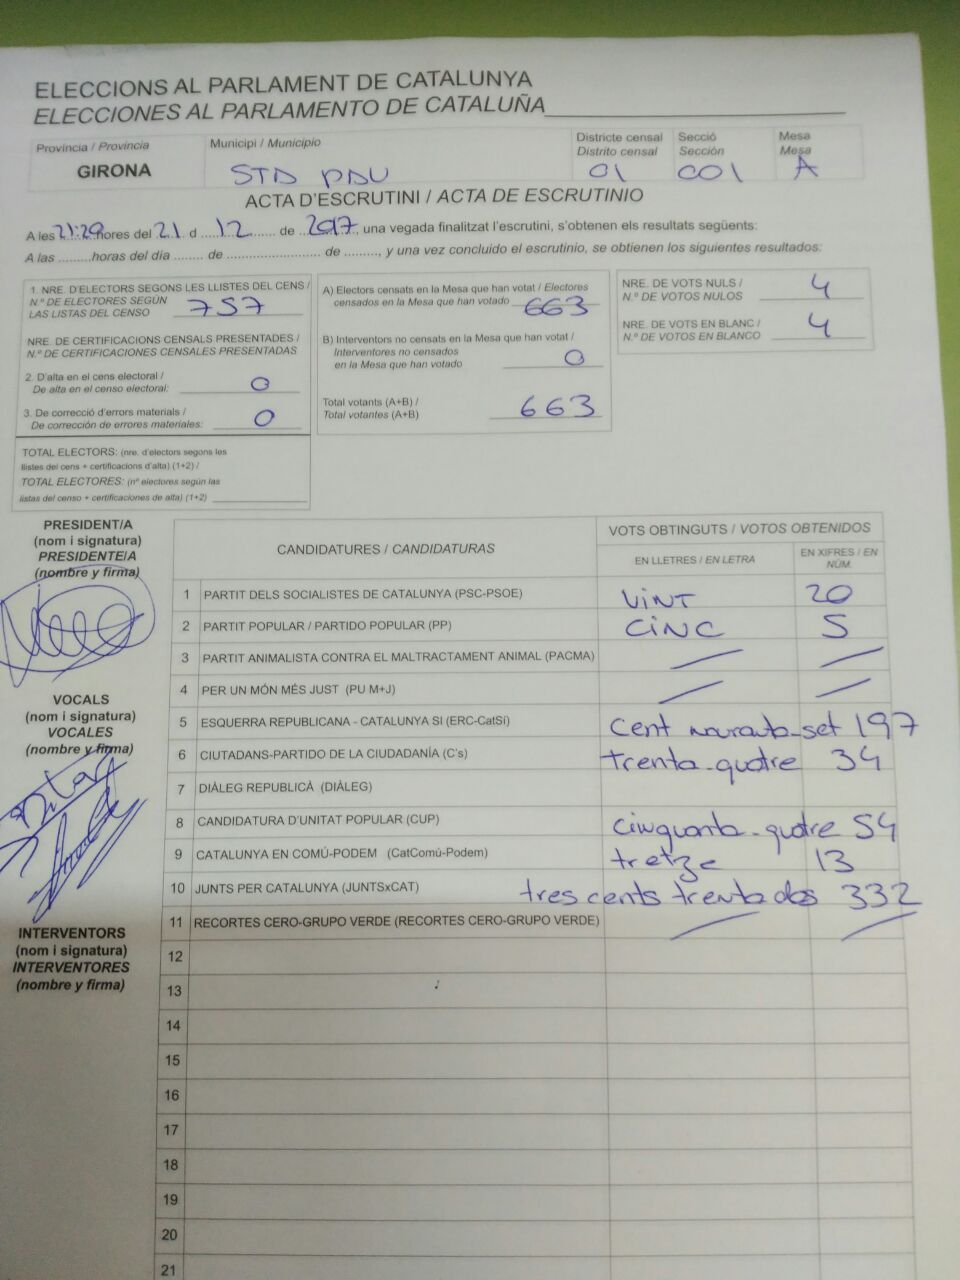 ELECCIONS AL PARLAMENT DE CATALUNYA
ELECCIONES AL PARLAMENTO DE CATALUÑA
Província / Provincia
GIRONA
Municipi / Municipio
STD PDU
Districte censal
Distrito censal
01
Secció
Sección
001
Mesa
Mesa
A
ACTA D'ESCRUTINI / ACTA DE ESCRUTINIO
A les 21:20 hores del 21 d 12 de 2017, una vegada finalitzat l'escrutini, s'obtenen els resultats següents:
A las .........horas del día ....... de ........................... de ........., y una vez concluido el escrutinio, se obtienen los siguientes resultados:
1. NRE. D'ELECTORS SEGONS LES LLISTES DEL CENS /
N.º DE ELECTORES SEGÚN
LAS LISTAS DEL CENSO 757
NRE. DE CERTIFICACIONS CENSALS PRESENTADES /
N.º DE CERTIFICACIONES CENSALES PRESENTADAS
2. D'alta en el cens electoral /
De alta en el censo electoral: 0
3. De correcció d'errors materials /
De corrección de errores materiales: 0
TOTAL ELECTORS: (nre. d'electors segons les
llistes del cens + certificacions d'alta) (1+2) /
TOTAL ELECTORES: (nº electores según las
listas del censo + certificaciones de alta) (1+2)
A) Electors censats en la Mesa que han votat / Electores
censados en la Mesa que han votado 663
B) Interventors no censats en la Mesa que han votat /
Interventores no censados
en la Mesa que han votado 0
Total votants (A+B) /
Total votantes (A+B) 663
NRE. DE VOTS NULS /
N.º DE VOTOS NULOS 4
NRE. DE VOTS EN BLANC /
N.º DE VOTOS EN BLANCO 4
PRESIDENT/A
(nom i signatura)
PRESIDENTE/A
(nombre y firma)
VOCALS
(nom i signatura)
VOCALES
(nombre y firma)
INTERVENTORS
(nom i signatura)
INTERVENTORES
(nombre y firma)
CANDIDATURES / CANDIDATURAS
VOTS OBTINGUTS / VOTOS OBTENIDOS
EN LLETRES / EN LETRA
EN XIFRES / EN NÚM.
1 PARTIT DELS SOCIALISTES DE CATALUNYA (PSC-PSOE) VINT 20
2 PARTIT POPULAR / PARTIDO POPULAR (PP) CINC 5
3 PARTIT ANIMALISTA CONTRA EL MALTRACTAMENT ANIMAL (PACMA)
4 PER UN MÓN MÉS JUST (PU M+J)
5 ESQUERRA REPUBLICANA - CATALUNYA SI (ERC-CatSí) cent noranta-set 197
6 CIUTADANS-PARTIDO DE LA CIUDADANÍA (C's) trenta-quatre 34
7 DIÀLEG REPUBLICÀ (DIÀLEG)
8 CANDIDATURA D'UNITAT POPULAR (CUP) cinquanta-quatre 54
9 CATALUNYA EN COMÚ-PODEM (CatComú-Podem) tretze 13
10 JUNTS PER CATALUNYA (JUNTSxCAT) tres cents trenta dos 332
11 RECORTES CERO-GRUPO VERDE (RECORTES CERO-GRUPO VERDE)
12
13
14
15
16
17
18
19
20
21